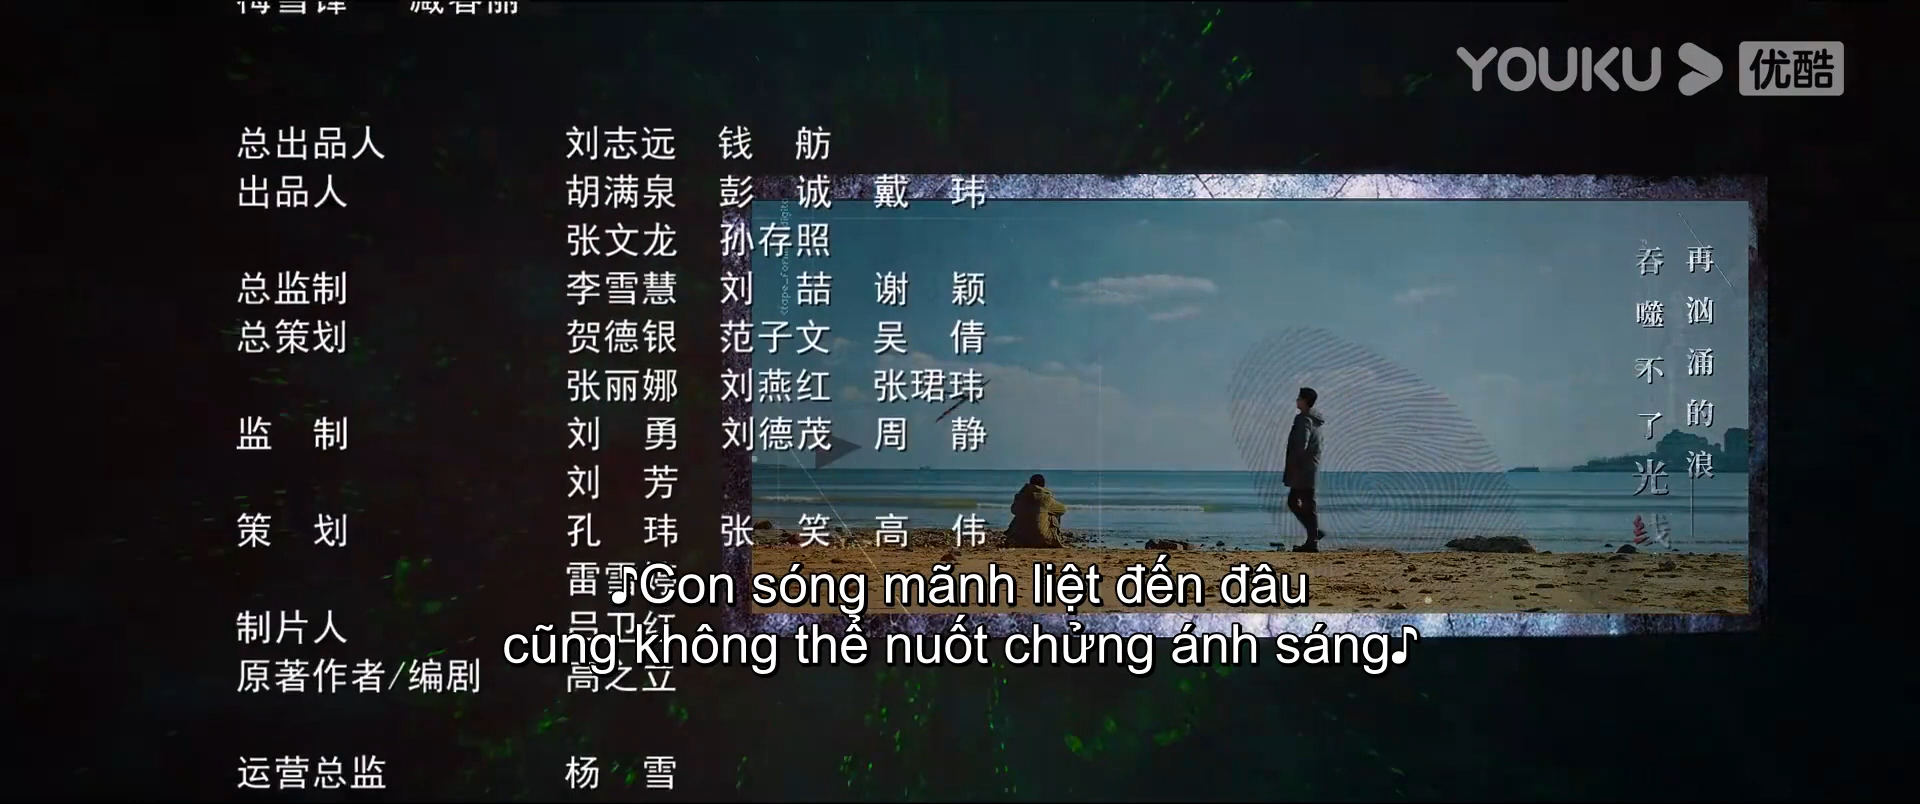 YOUKU 优酷
总出品人 刘志远 钱 舫
出品人 胡满泉 彭 诚 戴 玮
张文龙 孙存照
总监制 李雪慧 刘 喆 谢 颖
总策划 贺德银 范子文 吴 倩
张丽娜 刘燕红 张珺玮
监 制 刘 勇 刘德茂 周 静
刘 芳
策 划 孔 玮 张 笑 高 伟
雷雪
制片人 吕卫红
原著作者/编剧 高之立
运营总监 杨 雪
再汹涌的浪
吞噬不了光线
♪Con sóng mãnh liệt đến đâu
cũng không thể nuốt chửng ánh sáng♪